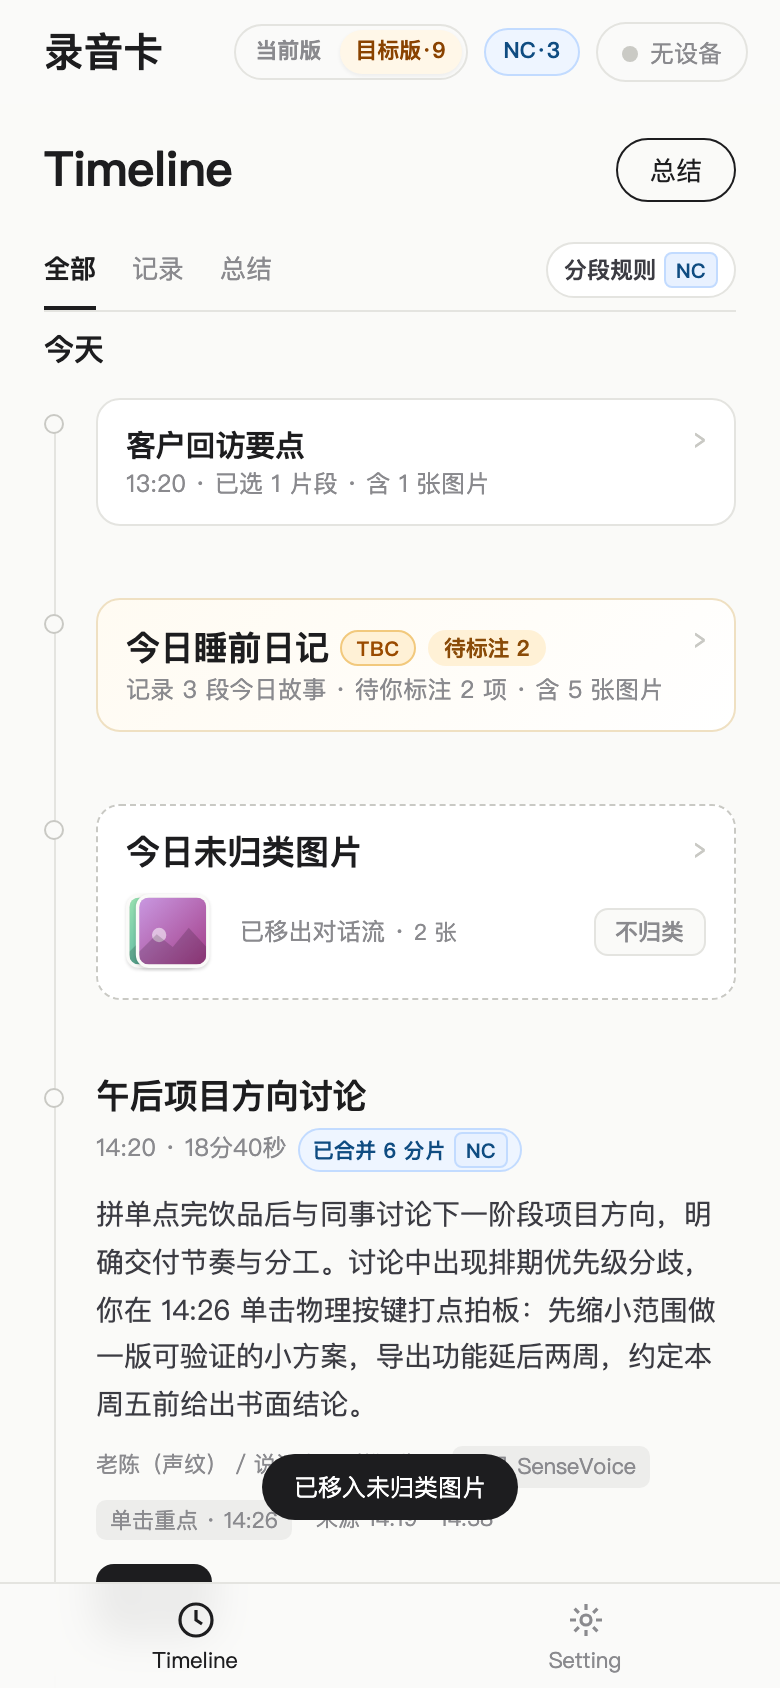 录音卡
当前版 目标版·9 NC·3 无设备
Timeline 总结
全部 记录 总结 分段规则 NC
今天
客户回访要点
13:20 · 已选 1 片段 · 含 1 张图片
今日睡前日记 TBC 待标注 2
记录 3 段今日故事 · 待你标注 2 项 · 含 5 张图片
今日未归类图片
已移出对话流 · 2 张 不归类
午后项目方向讨论
14:20 · 18分40秒 已合并 6 分片 NC
拼单点完饮品后与同事讨论下一阶段项目方向，明
确交付节奏与分工。讨论中出现排期优先级分歧，
你在 14:26 单击物理按键打点拍板：先缩小范围做
一版可验证的小方案，导出功能延后两周，约定本
周五前给出书面结论。
老陈（声纹） / 说 SenseVoice
已移入未归类图片
单击重点 · 14:26 来源 14:19
Timeline Setting